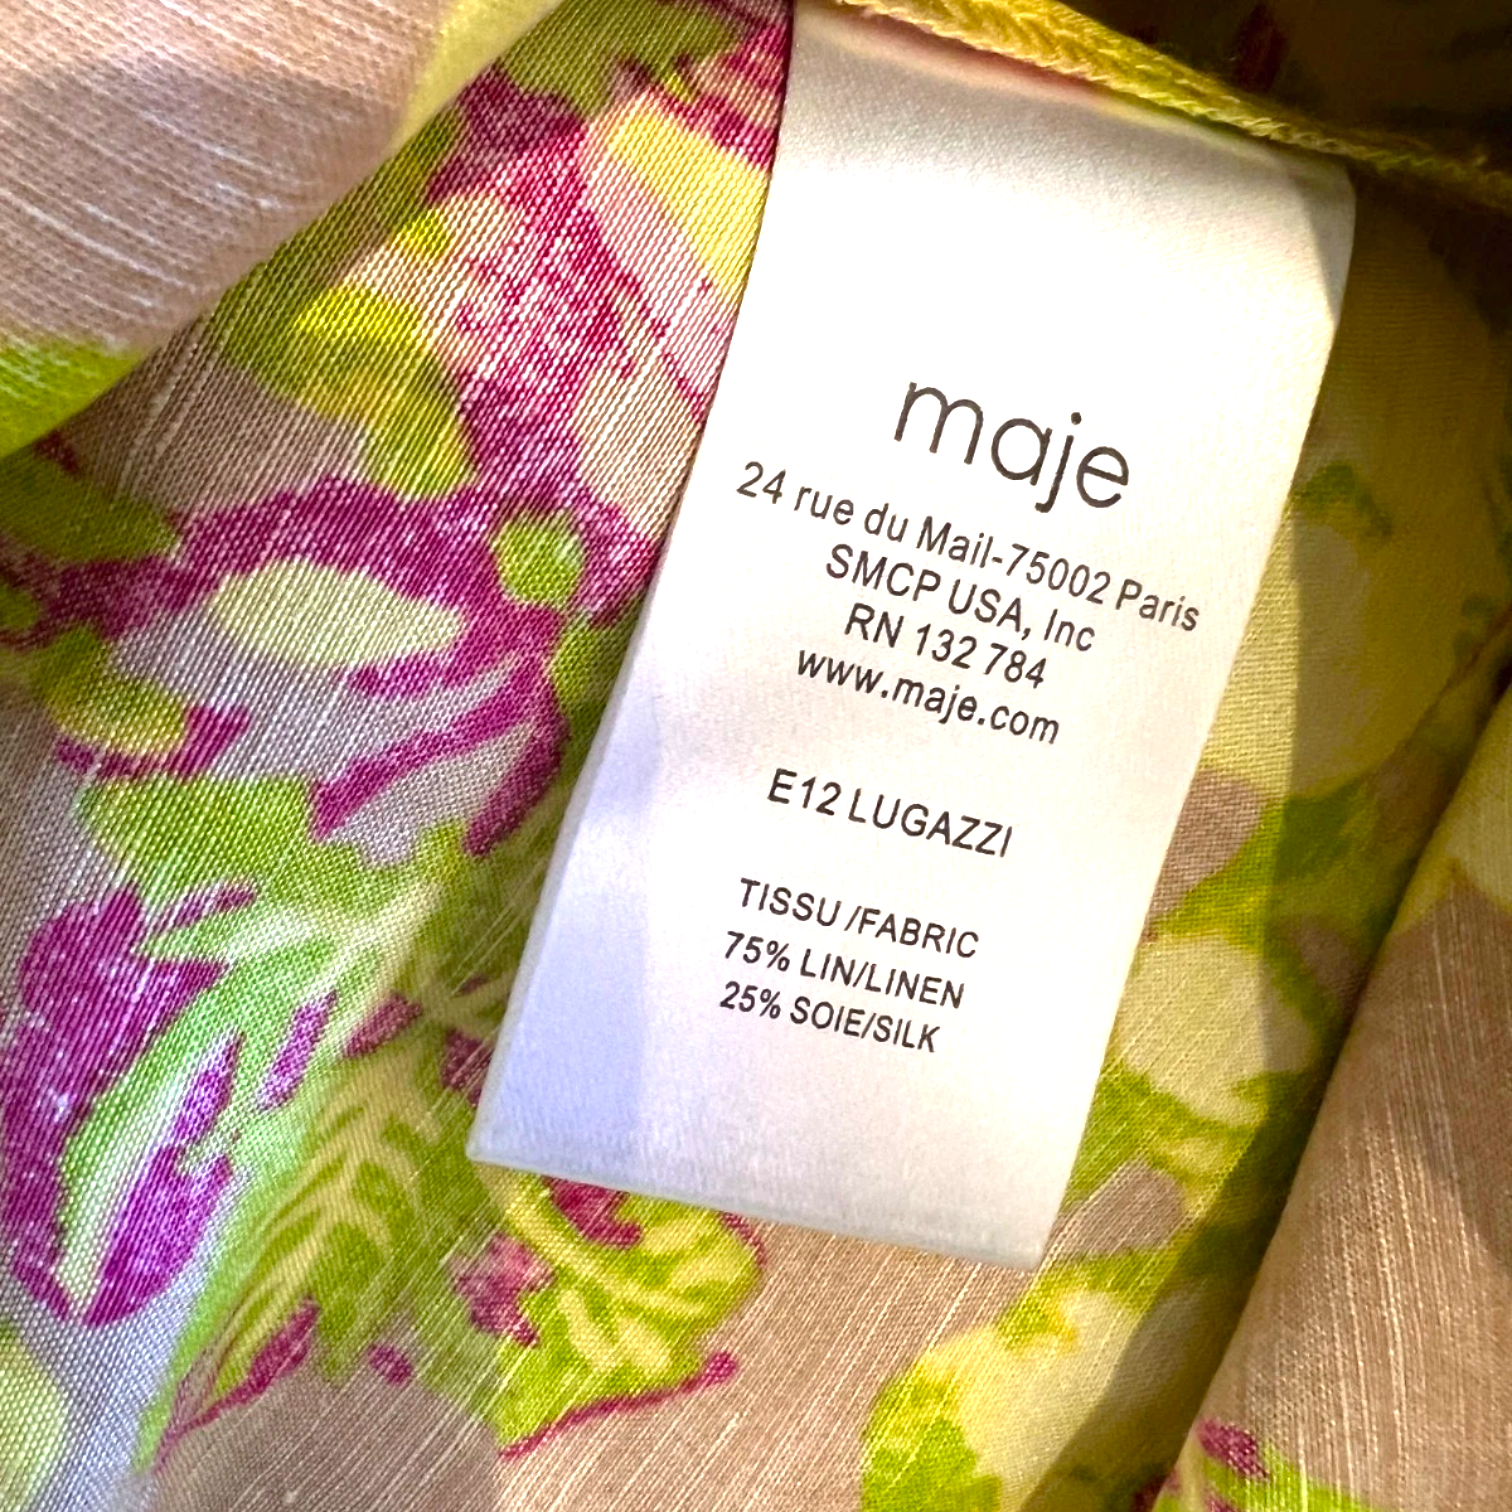 maje
24 rue du Mail-75002 Paris
SMCP USA, Inc
RN 132 784
www.maje.com
E12 LUGAZZI
TISSU /FABRIC
75% LIN/LINEN
25% SOIE/SILK